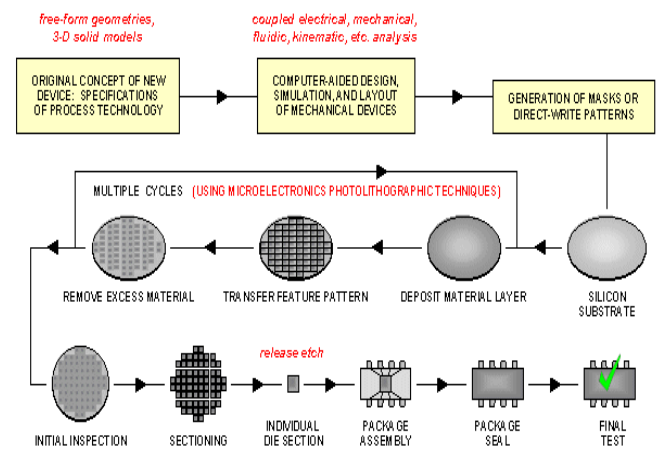 free-form geometries,
3-D solid models
coupled electrical, mechanical,
fluidic, kinematic, etc. analysis
ORIGINAL CONCEPT OF NEW
DEVICE: SPECIFICATIONS
OF PROCESS TECHNOLOGY
COMPUTER-AIDED DESIGN,
SIMULATION, AND LAYOUT
OF MECHANICAL DEVICES
GENERATION OF MASKS OR
DIRECT-WRITE PATTERNS
MULTIPLE CYCLES (USING MICROELECTRONICS PHOTOLITHOGRAPHIC TECHNIQUES)
REMOVE EXCESS MATERIAL
TRANSFER FEATURE PATTERN
DEPOSIT MATERIAL LAYER
SILICON
SUBSTRATE
release etch
INITIAL INSPECTION
SECTIONING
INDIVIDUAL
DIE SECTION
PACKAGE
ASSEMBLY
PACKAGE
SEAL
FINAL
TEST